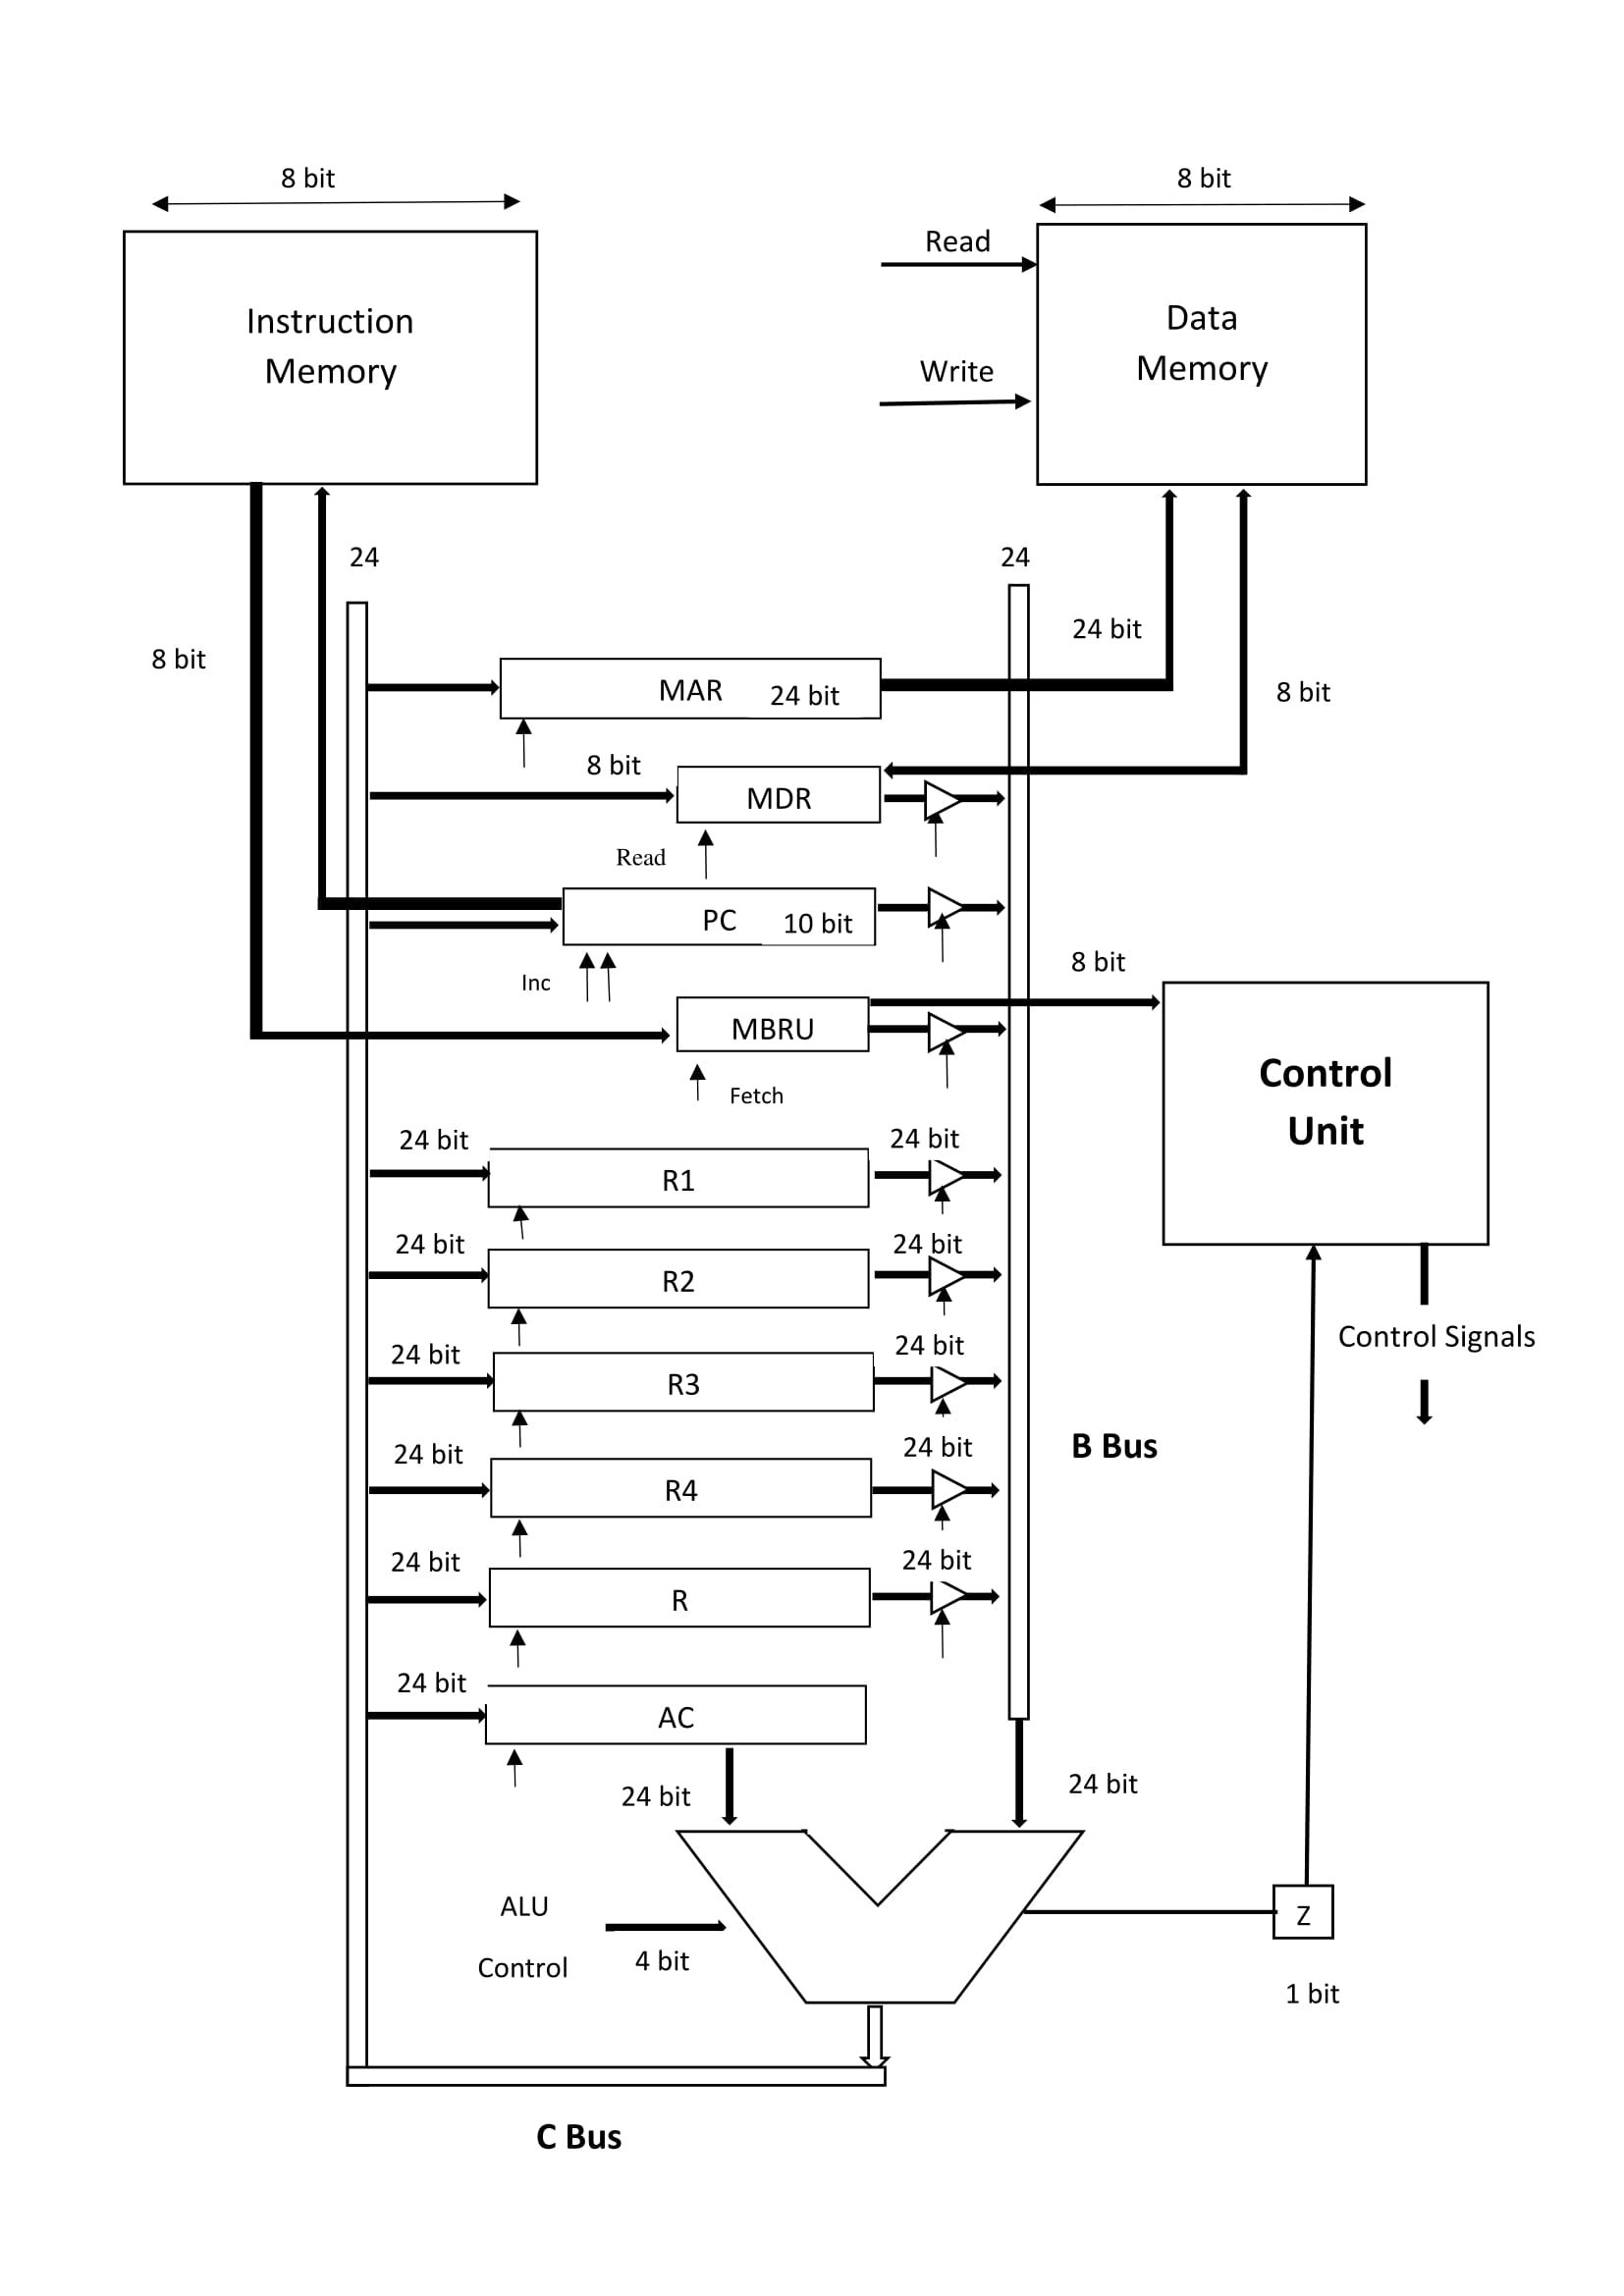 8 bit
8 bit
Read
Instruction
Memory
Data
Memory
Write
24
24
24 bit
8 bit
MAR
24 bit
8 bit
8 bit
MDR
Read
PC
10 bit
8 bit
Inc
MBRU
Control
Unit
Fetch
24 bit
24 bit
R1
24 bit
24 bit
R2
Control Signals
24 bit
24 bit
R3
24 bit
24 bit
B Bus
R4
24 bit
24 bit
R
24 bit
AC
24 bit
24 bit
ALU
Control
4 bit
Z
1 bit
C Bus